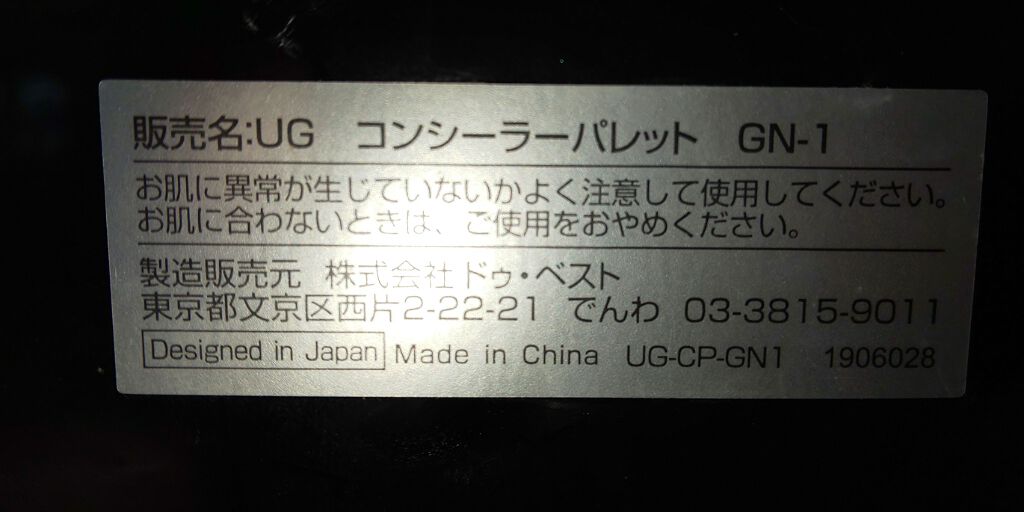 販売名:UG コンシーラーパレット GN-1
お肌に異常が生じていないかよく注意して使用してください。
お肌に合わないときは、ご使用をおやめください。
製造販売元 株式会社ドゥ・ベスト
東京都文京区西片2-22-21 でんわ 03-3815-9011
Designed in Japan Made in China UG-CP-GN1 1906028